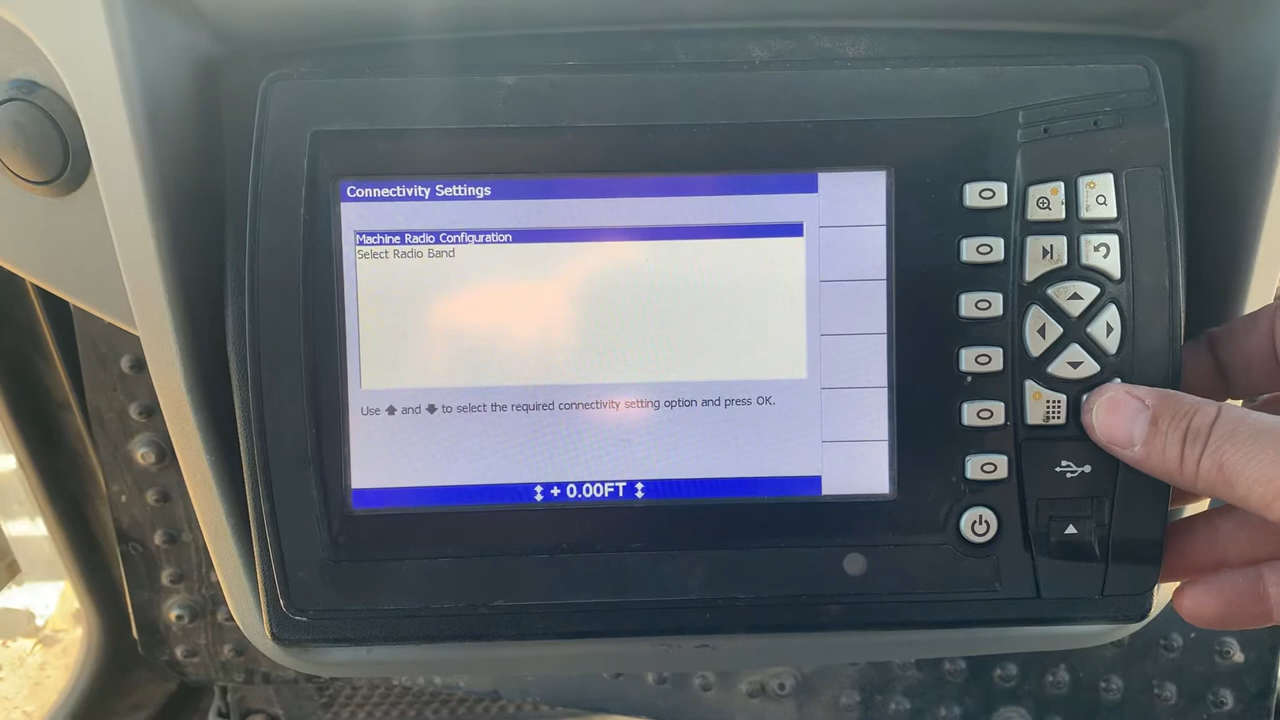 Connectivity Settings
Machine Radio Configuration
Select Radio Band
Use ⬆ and ⬇ to select the required connectivity setting option and press OK.
↕ + 0.00FT ↕